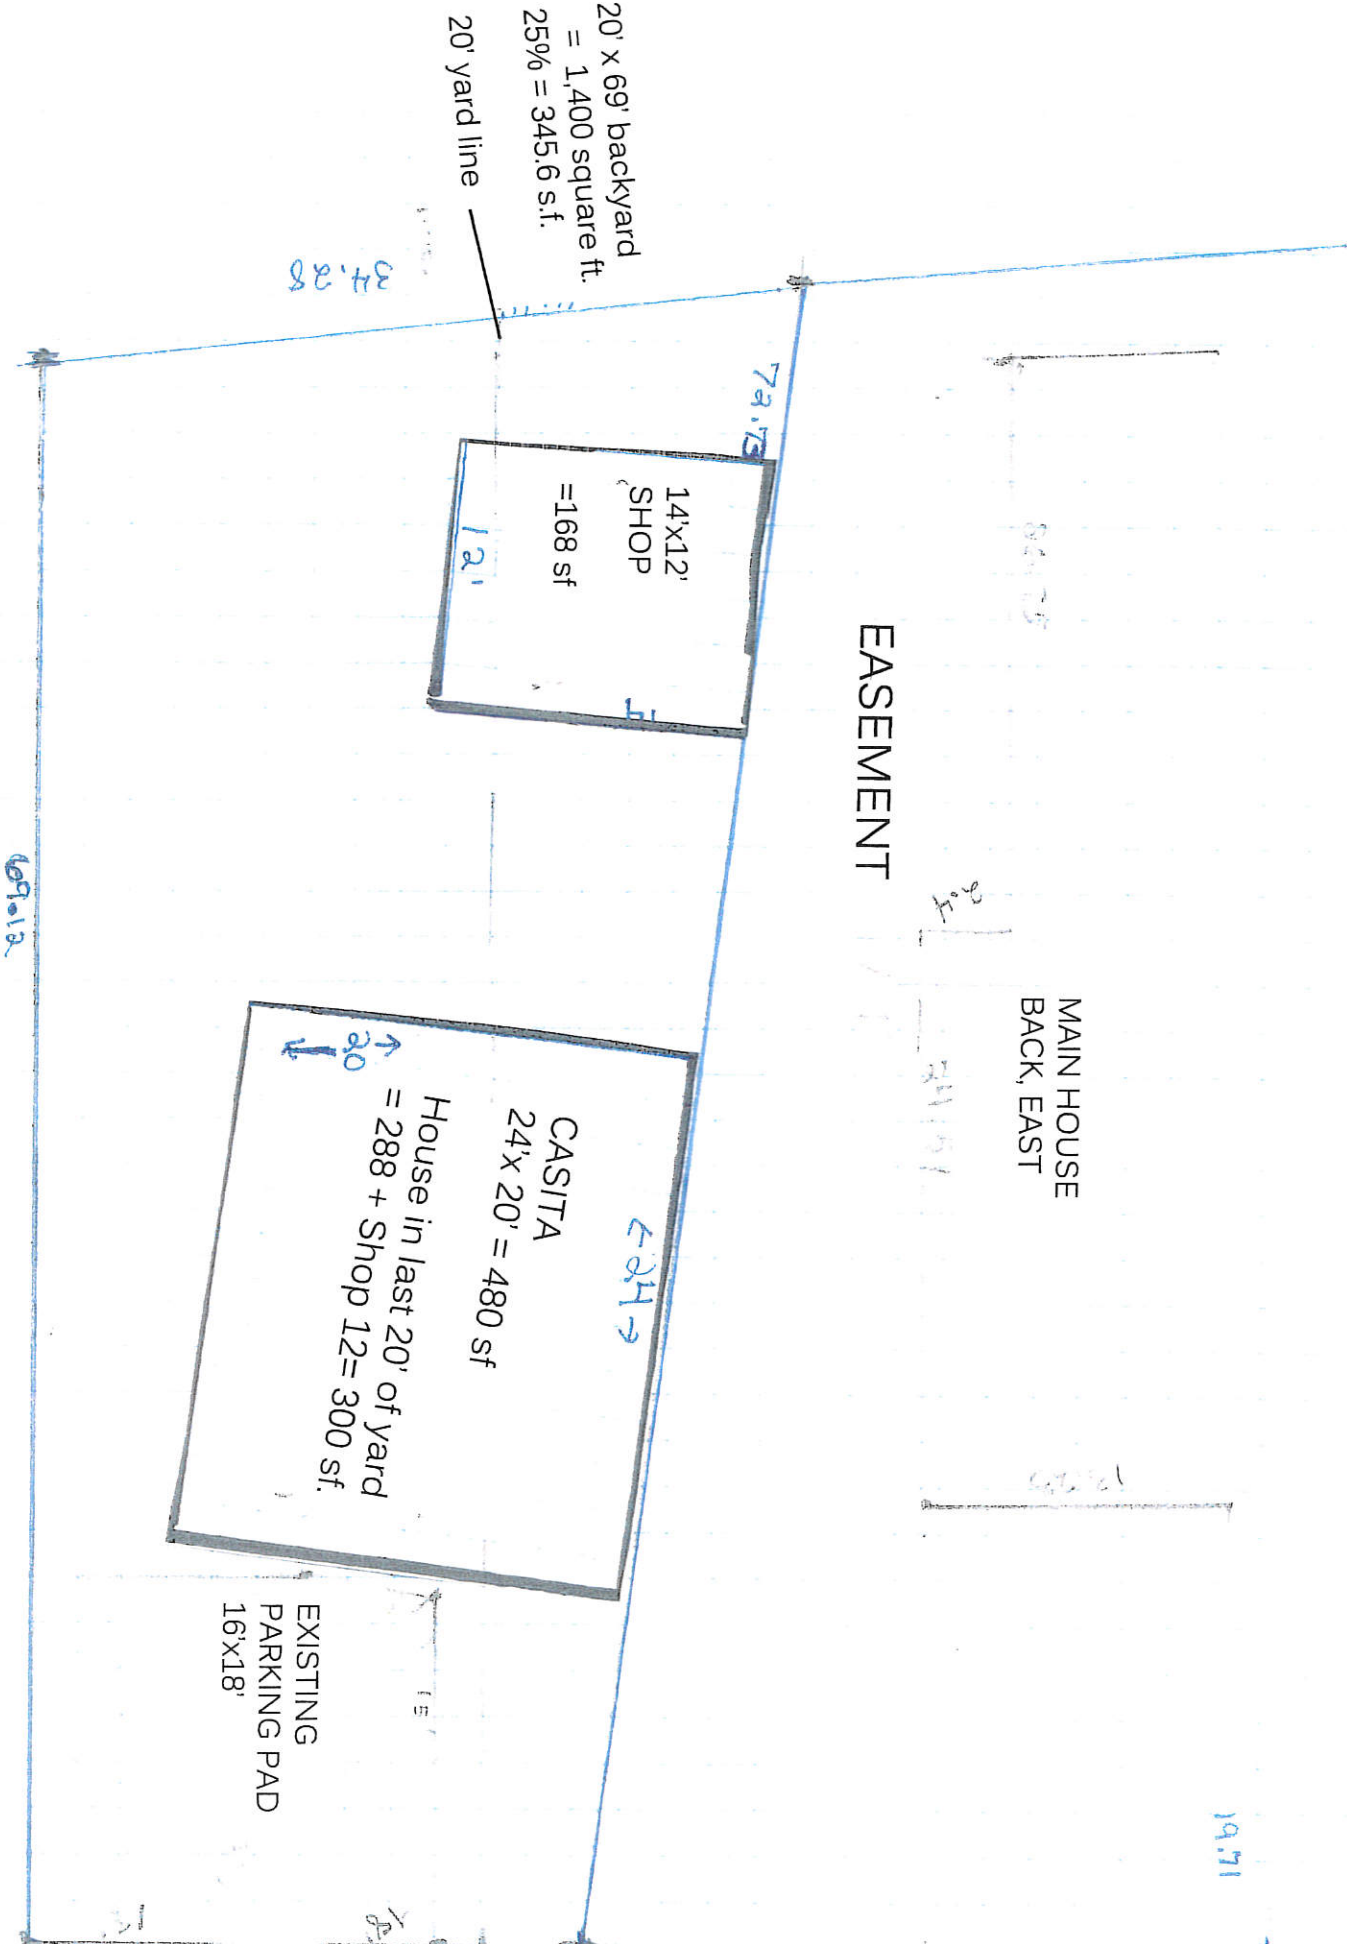 20' x 69' backyard
= 1,400 square ft.
25% = 345.6 s.f.
20' yard line
34.28
72.73
14'x12'
SHOP
=168 sf
12'
14
EASEMENT
MAIN HOUSE
BACK, EAST
19.71
CASITA
24'x 20' = 480 sf
House in last 20' of yard
= 288 + Shop 12= 300 sf.
20
24
EXISTING
PARKING PAD
16'x18'
69.12